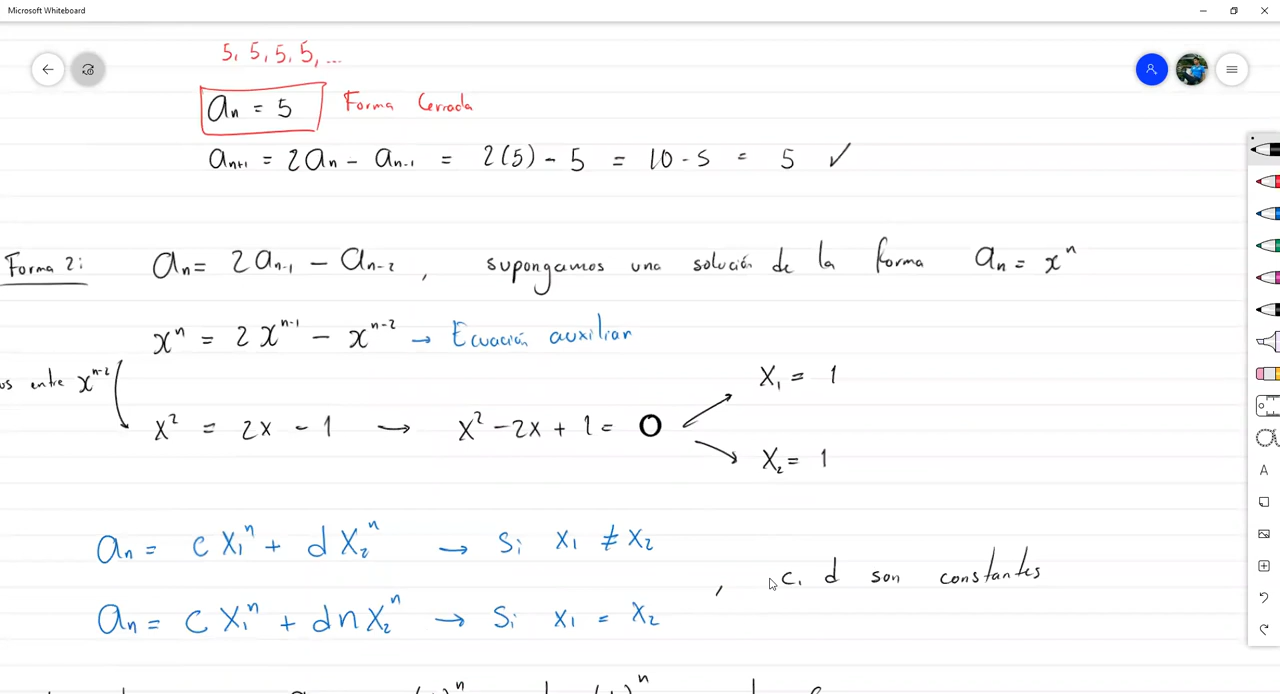 Microsoft Whiteboard
5, 5, 5, 5, ...
an = 5 Forma Cerrada
an+1 = 2an - an-1 = 2(5) - 5 = 10 - 5 = 5 ✓
Forma 2: an = 2an-1 - an-2, supongamos una solución de la forma an = x^n
x^n = 2x^n-1 - x^n-2 → Ecuación auxiliar
entre x^n-2
X1 = 1
x^2 = 2x - 1 → x^2 - 2x + 1 = 0
X2 = 1
an = c x1^n + d x2^n → Si x1 ≠ x2
, c, d son constantes
an = c x1^n + dn x2^n → Si x1 = x2